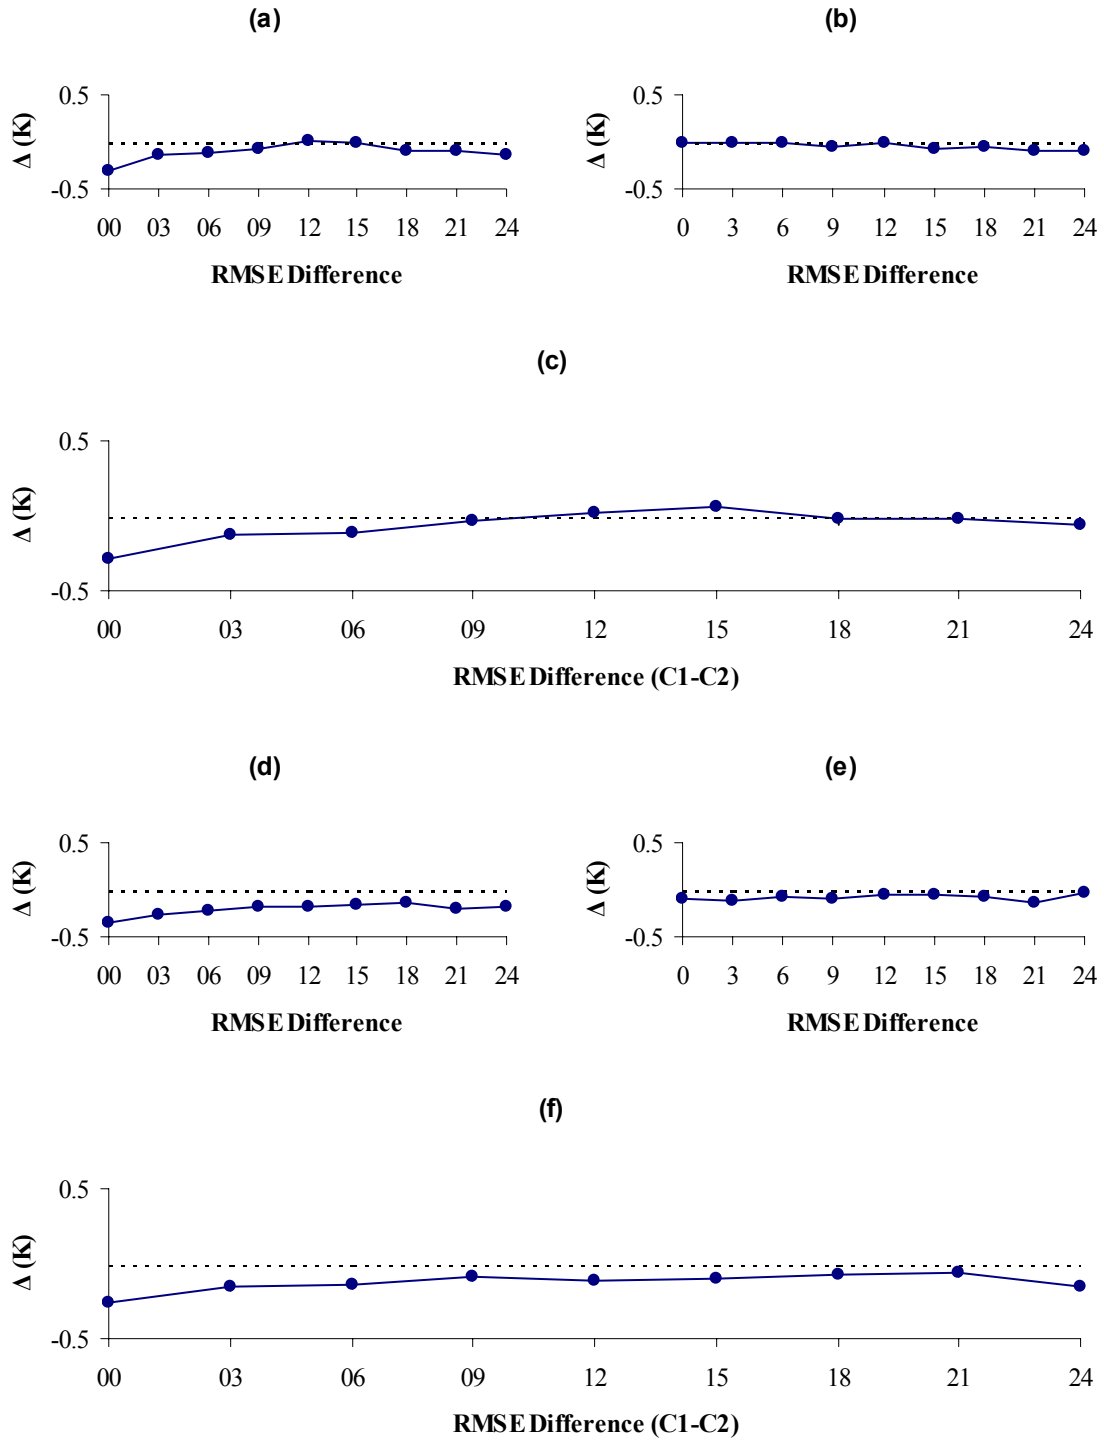 (a)
0.5
Δ (K)
-0.5
00 03 06 09 12 15 18 21 24
RMSE Difference
(b)
0.5
Δ (K)
-0.5
0 3 6 9 12 15 18 21 24
RMSE Difference
(c)
0.5
Δ (K)
-0.5
00 03 06 09 12 15 18 21 24
RMSE Difference (C1-C2)
(d)
0.5
Δ (K)
-0.5
00 03 06 09 12 15 18 21 24
RMSE Difference
(e)
0.5
Δ (K)
-0.5
0 3 6 9 12 15 18 21 24
RMSE Difference
(f)
0.5
Δ (K)
-0.5
00 03 06 09 12 15 18 21 24
RMSE Difference (C1-C2)